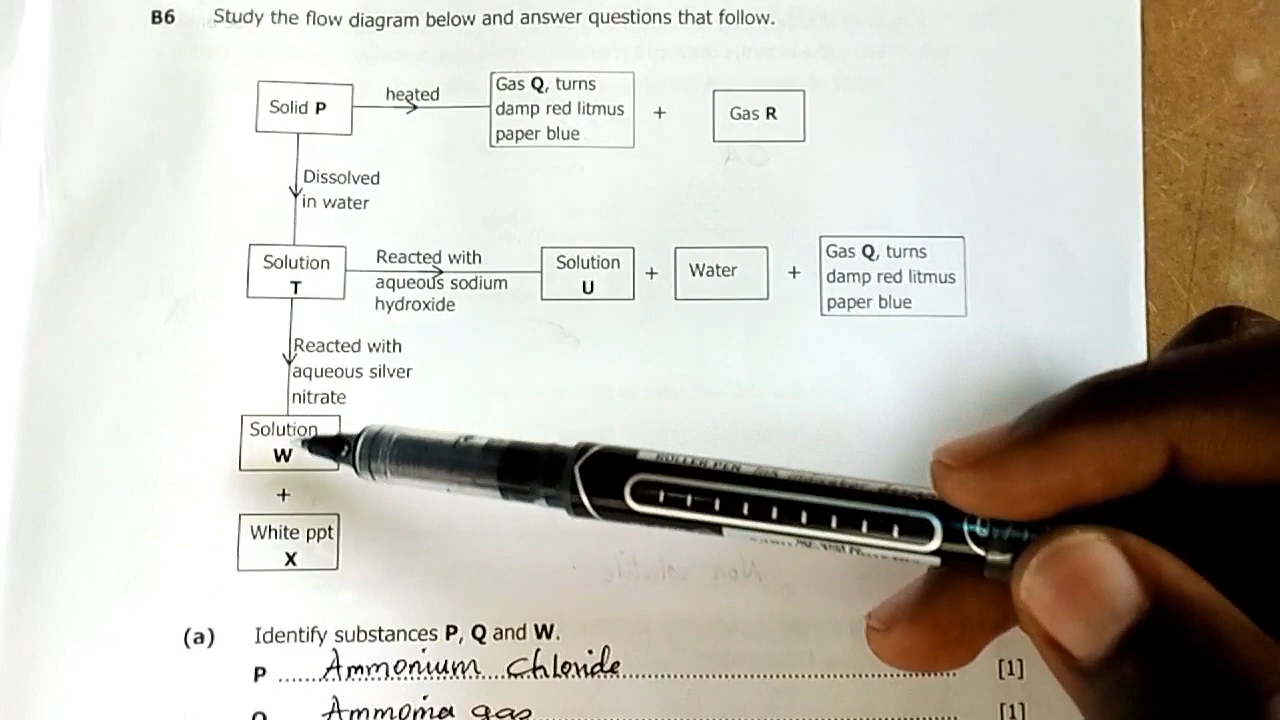 B6 Study the flow diagram below and answer questions that follow.
Solid P
heated
Gas Q, turns
damp red litmus
paper blue
+
Gas R
Dissolved
in water
Solution
T
Reacted with
aqueous sodium
hydroxide
Solution
U
+
Water
+
Gas Q, turns
damp red litmus
paper blue
Reacted with
aqueous silver
nitrate
Solution
W
+
White ppt
X
(a) Identify substances P, Q and W.
P Ammonium chloride [1]
Ammonia gas [1]